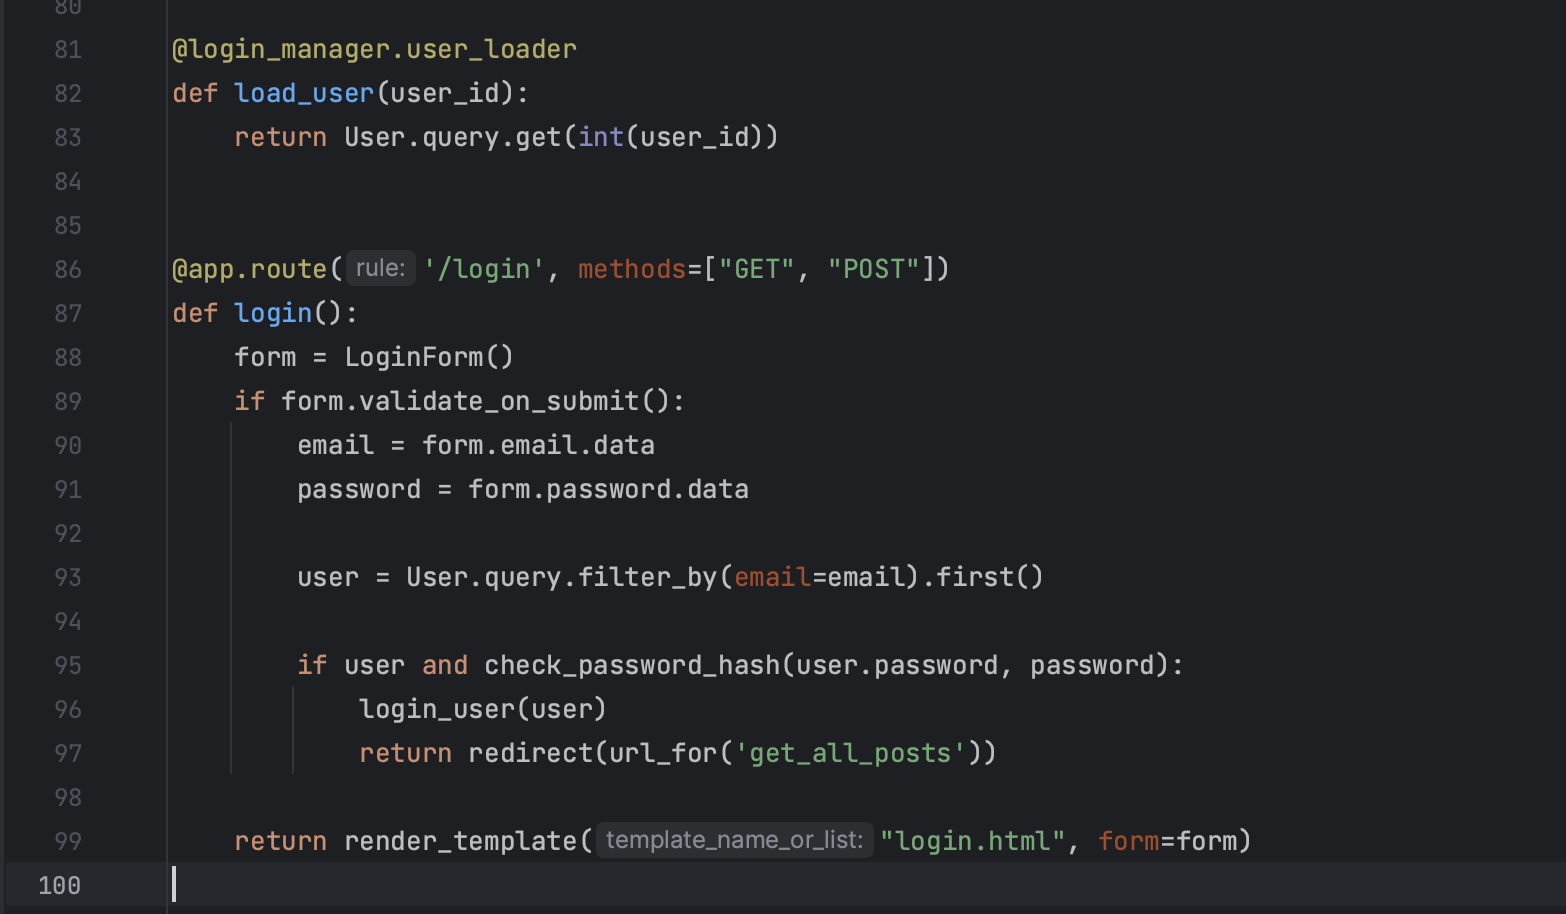 80
81 @login_manager.user_loader
82 def load_user(user_id):
83     return User.query.get(int(user_id))
84
85
86 @app.route( rule: '/login', methods=["GET", "POST"])
87 def login():
88     form = LoginForm()
89     if form.validate_on_submit():
90         email = form.email.data
91         password = form.password.data
92
93         user = User.query.filter_by(email=email).first()
94
95         if user and check_password_hash(user.password, password):
96             login_user(user)
97             return redirect(url_for('get_all_posts'))
98
99     return render_template( template_name_or_list: "login.html", form=form)
100